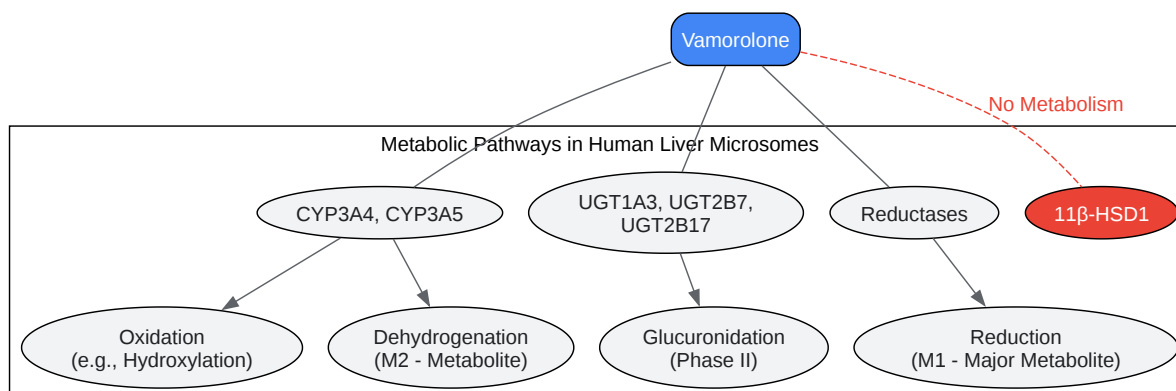 Vamorolone
No Metabolism
Metabolic Pathways in Human Liver Microsomes
CYP3A4, CYP3A5
UGT1A3, UGT2B7,
UGT2B17
Reductases
11β-HSD1
Oxidation
(e.g., Hydroxylation)
Dehydrogenation
(M2 - Metabolite)
Glucuronidation
(Phase II)
Reduction
(M1 - Major Metabolite)